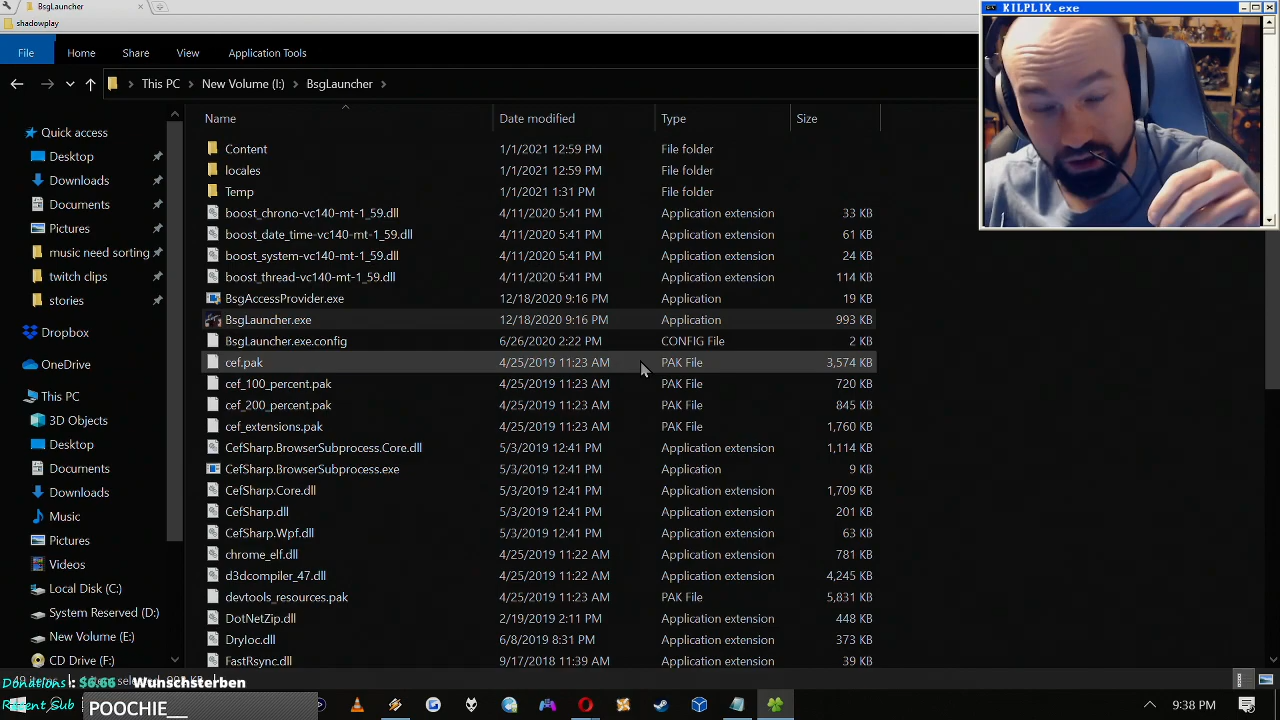 BsgLauncher
KILPLIX.exe
shadowplay
File Home Share View Application Tools
This PC New Volume (I:) BsgLauncher
Name Date modified Type Size
Quick access
Desktop
Downloads
Documents
Pictures
music need sorting
twitch clips
stories
Dropbox
OneDrive
This PC
3D Objects
Desktop
Documents
Downloads
Music
Pictures
Videos
Local Disk (C:)
System Reserved (D:)
New Volume (E:)
CD Drive (F:)
Content 1/1/2021 12:59 PM File folder
locales 1/1/2021 12:59 PM File folder
Temp 1/1/2021 1:31 PM File folder
boost_chrono-vc140-mt-1_59.dll 4/11/2020 5:41 PM Application extension 33 KB
boost_date_time-vc140-mt-1_59.dll 4/11/2020 5:41 PM Application extension 61 KB
boost_system-vc140-mt-1_59.dll 4/11/2020 5:41 PM Application extension 24 KB
boost_thread-vc140-mt-1_59.dll 4/11/2020 5:41 PM Application extension 114 KB
BsgAccessProvider.exe 12/18/2020 9:16 PM Application 19 KB
BsgLauncher.exe 12/18/2020 9:16 PM Application 993 KB
BsgLauncher.exe.config 6/26/2020 2:22 PM CONFIG File 2 KB
cef.pak 4/25/2019 11:23 AM PAK File 3,574 KB
cef_100_percent.pak 4/25/2019 11:23 AM PAK File 720 KB
cef_200_percent.pak 4/25/2019 11:23 AM PAK File 845 KB
cef_extensions.pak 4/25/2019 11:23 AM PAK File 1,760 KB
CefSharp.BrowserSubprocess.Core.dll 5/3/2019 12:41 PM Application extension 1,114 KB
CefSharp.BrowserSubprocess.exe 5/3/2019 12:41 PM Application 9 KB
CefSharp.Core.dll 5/3/2019 12:41 PM Application extension 1,709 KB
CefSharp.dll 5/3/2019 12:41 PM Application extension 201 KB
CefSharp.Wpf.dll 5/3/2019 12:41 PM Application extension 63 KB
chrome_elf.dll 4/25/2019 11:22 AM Application extension 781 KB
d3dcompiler_47.dll 4/25/2019 11:22 AM Application extension 4,245 KB
devtools_resources.pak 4/25/2019 11:23 AM PAK File 5,831 KB
DotNetZip.dll 2/19/2019 2:11 PM Application extension 448 KB
DryIoc.dll 6/8/2019 8:31 PM Application extension 373 KB
FastRsync.dll 9/17/2018 11:39 AM Application extension 39 KB
Donations : $6.66 Wunschsterben
Recent Sub POOCHIE__
9:38 PM